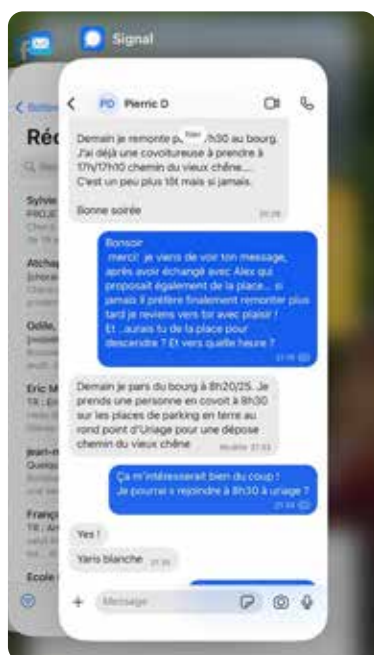 Signal
Pierric D
Demain je remonte
h30 au bourg.
J'ai déjà une covoitureuse à prendre à
17h/17h10 chemin du vieux chêne....
C'est un peu plus tôt mais si jamais.
Bonne soirée
Bonsoir
merci! je viens de voir ton message,
après avoir échangé avec Alex qui
proposait également de la place... si
jamais il préfère finalement remonter plus
tard je reviens vers toi avec plaisir !
Et ..aurais tu de la place pour
descendre ? Et vers quelle heure ?
Demain je pars du bourg à 8h20/25. Je
prends une personne en covoit à 8h30
sur les places de parking en terre au
rond point d'Uriage pour une dépose
chemin du vieux chêne
Ça m'intéresserait bien du coup !
Je pourrai v rejoindre à 8h30 à uriage ?
Yes !
Yaris blanche
Message
Réc
Sylvie
Odile,
Eric M
Franço
Ecole